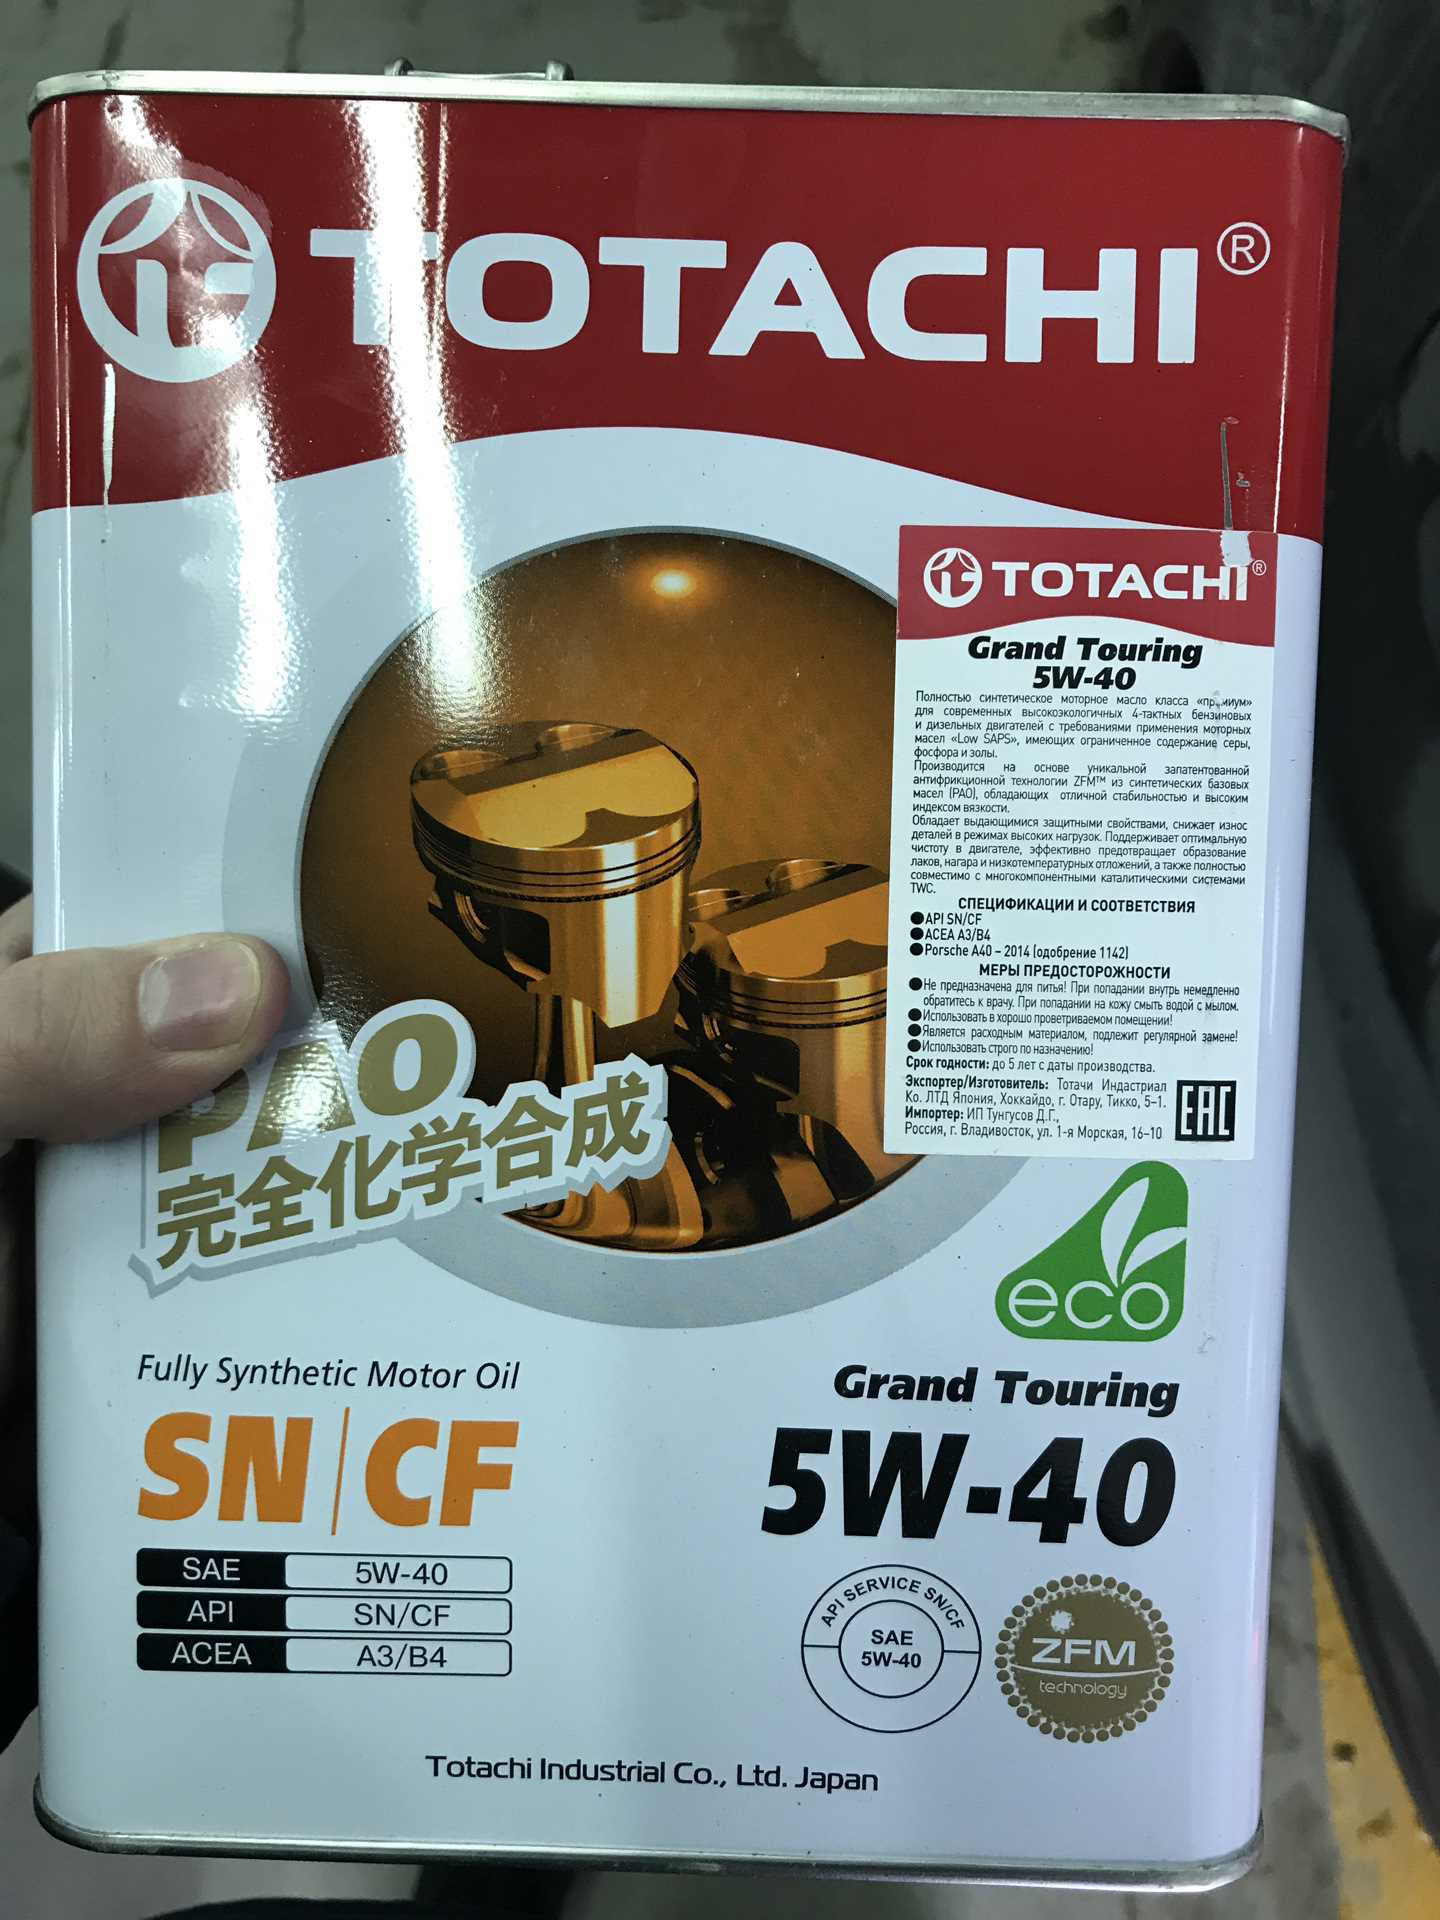 TOTACHI®
TOTACHI®
Grand Touring
5W-40
Полностью синтетическое моторное масло класса «премиум»
для современных высокоэкологичных 4-тактных бензиновых
и дизельных двигателей с требованиями применения моторных
масел «Low SAPS», имеющих ограниченное содержание серы,
фосфора и золы.
Производится на основе уникальной запатентованной
антифрикционной технологии ZFM™ из синтетических базовых
масел (PAO), обладающих отличной стабильностью и высоким
индексом вязкости.
Обладает выдающимися защитными свойствами, снижает износ
деталей в режимах высоких нагрузок. Поддерживает оптимальную
чистоту в двигателе, эффективно предотвращает образование
лаков, нагара и низкотемпературных отложений, а также полностью
совместимо с многокомпонентными каталитическими системами
TWC.
СПЕЦИФИКАЦИИ И СООТВЕТСТВИЯ
●API SN/CF
●ACEA A3/B4
●Porsche A40 – 2014 (одобрение 1142)
МЕРЫ ПРЕДОСТОРОЖНОСТИ
●Не предназначена для питья! При попадании внутрь немедленно
обратитесь к врачу. При попадании на кожу смыть водой с мылом.
●Использовать в хорошо проветриваемом помещении!
●Является расходным материалом, подлежит регулярной замене!
●Использовать строго по назначению!
Срок годности: до 5 лет с даты производства.
Экспортер/Изготовитель: Тотачи Индастриал
Ко. ЛТД Япония, Хоккайдо, г. Отару, Тикко, 5–1.
Импортер: ИП Тунгусов Д.Г.,
Россия, г. Владивосток, ул. 1-я Морская, 16–10
EAC
PAO
完全化学合成
eco
Fully Synthetic Motor Oil
SN/CF
Grand Touring
5W-40
SAE 5W-40
API SN/CF
ACEA A3/B4
API SERVICE SN/CF
SAE
5W-40
ZFM
technology
Totachi Industrial Co., Ltd. Japan